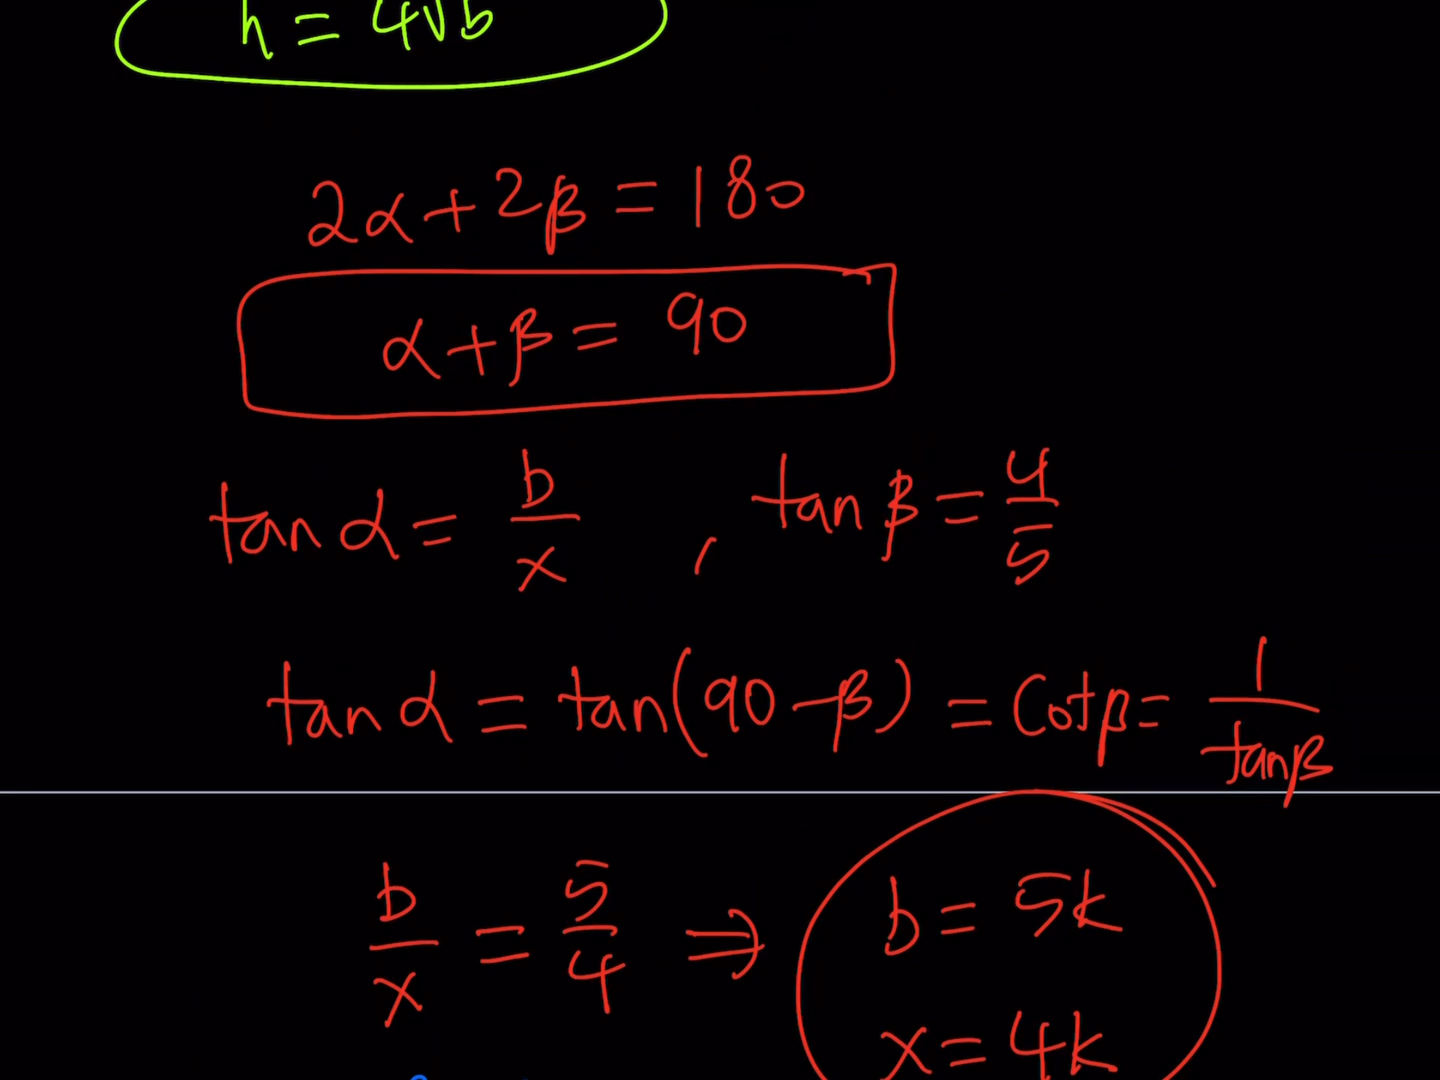 h = 4√b
2α + 2β = 180
α + β = 90
tan α = b/x , tan β = 4/5
tan α = tan(90 - β) = Cot β = 1/tan β
b/x = 5/4 ⇒ b = 5k
x = 4k